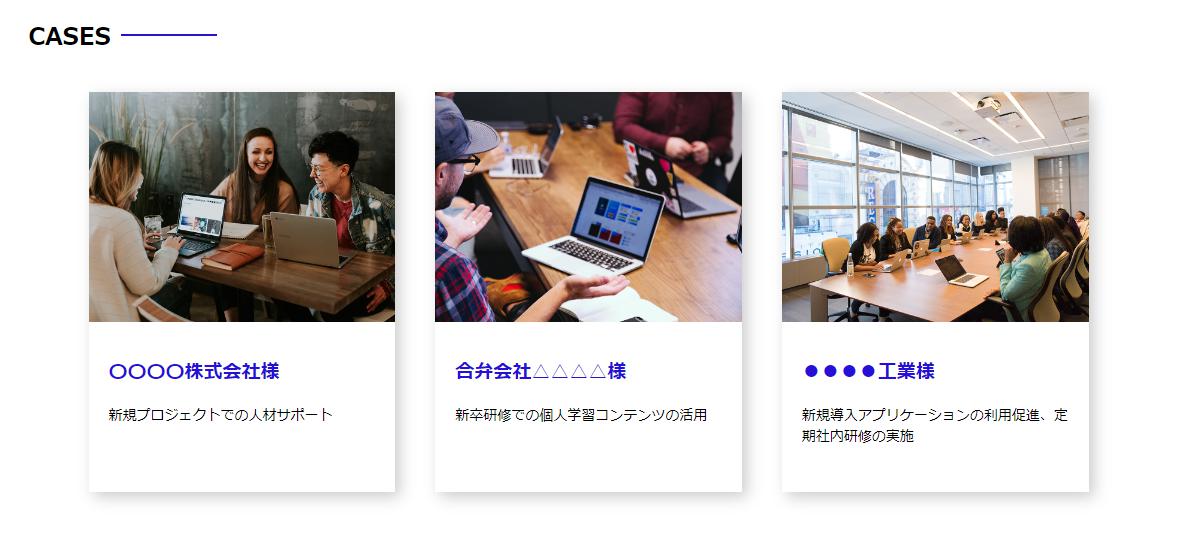 CASES
〇〇〇〇株式会社様
合弁会社△△△△様
●●●●工業様
新規プロジェクトでの人材サポート
新卒研修での個人学習コンテンツの活用
新規導入アプリケーションの利用促進、定
期社内研修の実施